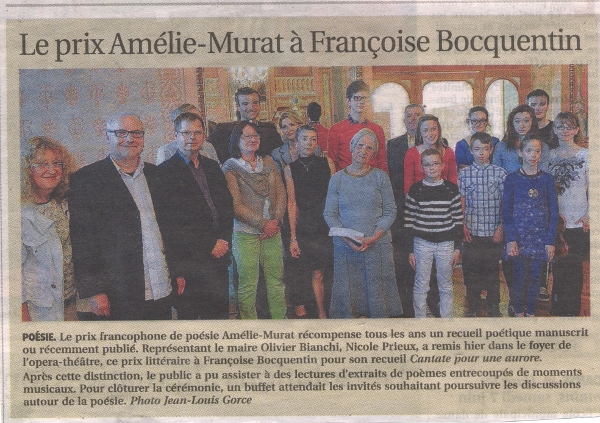 Le prix Amélie-Murat à Françoise Bocquentin
POÉSIE. Le prix francophone de poésie Amélie-Murat récompense tous les ans un recueil poétique manuscrit
ou récemment publié. Représentant le maire Olivier Bianchi, Nicole Prieux, a remis hier dans le foyer de
l'opera-théâtre, ce prix littéraire à Françoise Bocquentin pour son recueil Cantate pour une aurore.
Après cette distinction, le public a pu assister à des lectures d'extraits de poèmes entrecoupés de moments
musicaux. Pour clôturer la cérémonie, un buffet attendait les invités souhaitant poursuivre les discussions
autour de la poésie. Photo Jean-Louis Gorce